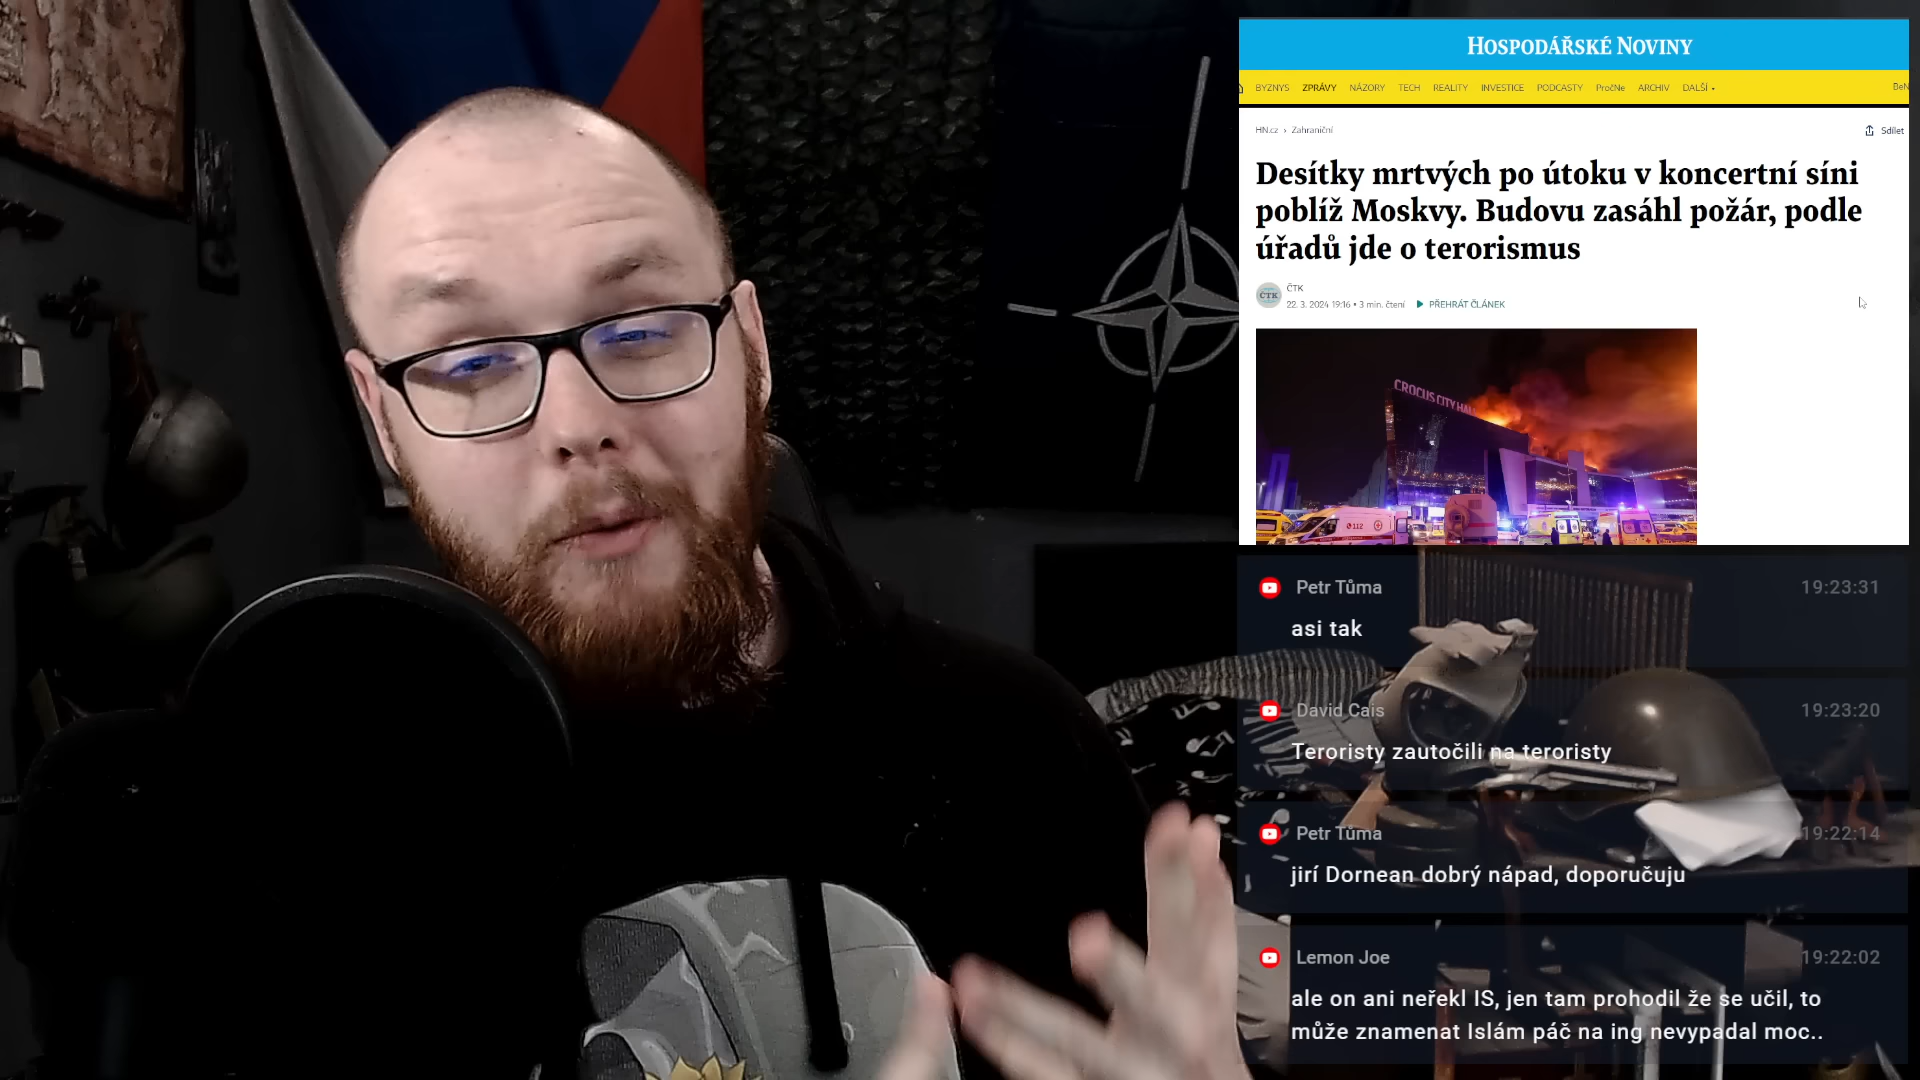 HOSPODÁŘSKÉ NOVINY
BYZNYS ZPRÁVY NÁZORY TECH REALITY INVESTICE PODCASTY PročNe ARCHIV DALŠÍ
HN.cz › Zahraniční
Sdílet
Desítky mrtvých po útoku v koncertní síni
poblíž Moskvy. Budovu zasáhl požár, podle
úřadů jde o terorismus
ČTK
ČTK
22. 3. 2024 19:16 • 3 min. čtení PŘEHRÁT ČLÁNEK
CROCUS CITY HALL
112
Petr Tůma 19:23:31
asi tak
David Cais 19:23:20
Teroristy zautočili na teroristy
Petr Tůma 19:22:14
jirí Dornean dobrý nápad, doporučuju
Lemon Joe 19:22:02
ale on ani neřekl IS, jen tam prohodil že se učil, to
může znamenat Islám páč na ing nevypadal moc..